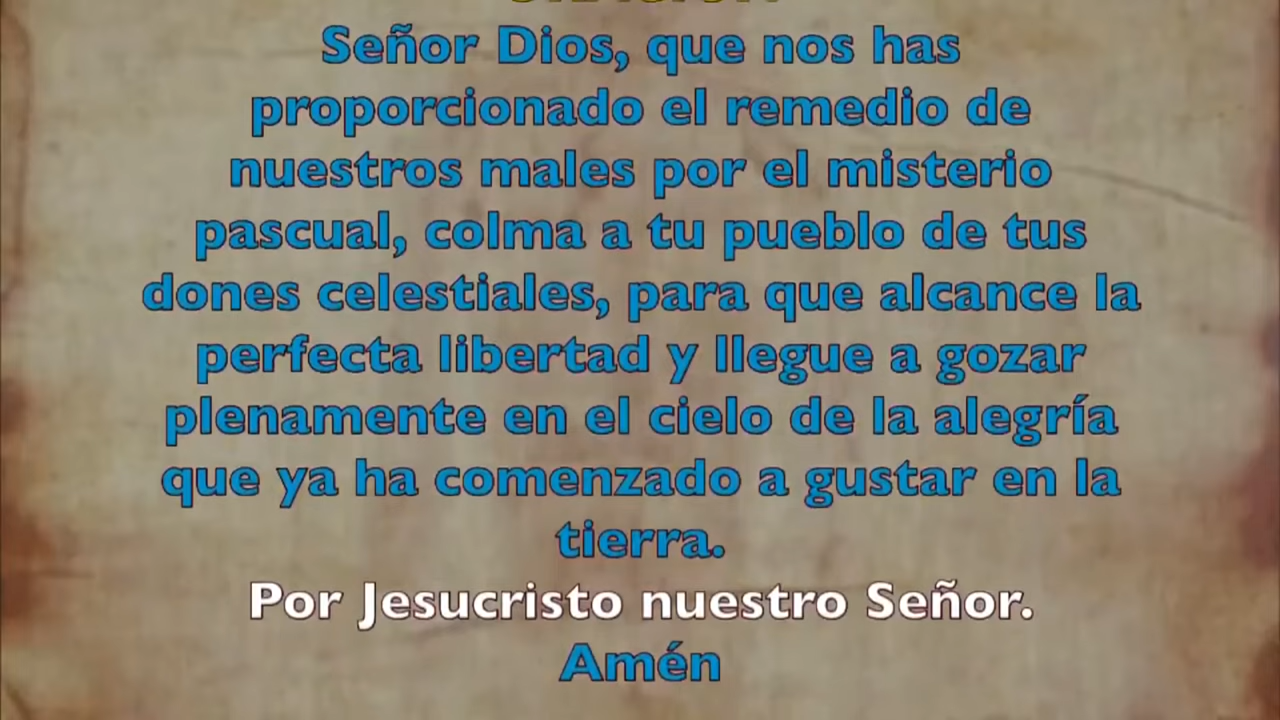 Señor Dios, que nos has
proporcionado el remedio de
nuestros males por el misterio
pascual, colma a tu pueblo de tus
dones celestiales, para que alcance la
perfecta libertad y llegue a gozar
plenamente en el cielo de la alegría
que ya ha comenzado a gustar en la
tierra.
Por Jesucristo nuestro Señor.
Amén